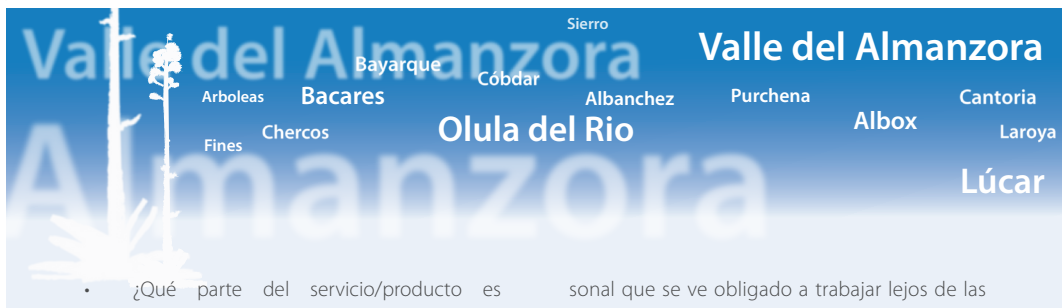 Sierro
Valle del Almanzora
Valle del Almanzora
Bayarque
Cóbdar
Arboleas
Bacares
Albanchez
Purchena
Cantoria
Fines
Chercos
Olula del Rio
Albox
Laroya
Almanzora
Lúcar
• ¿Qué parte del servicio/producto es
sonal que se ve obligado a trabajar lejos de las